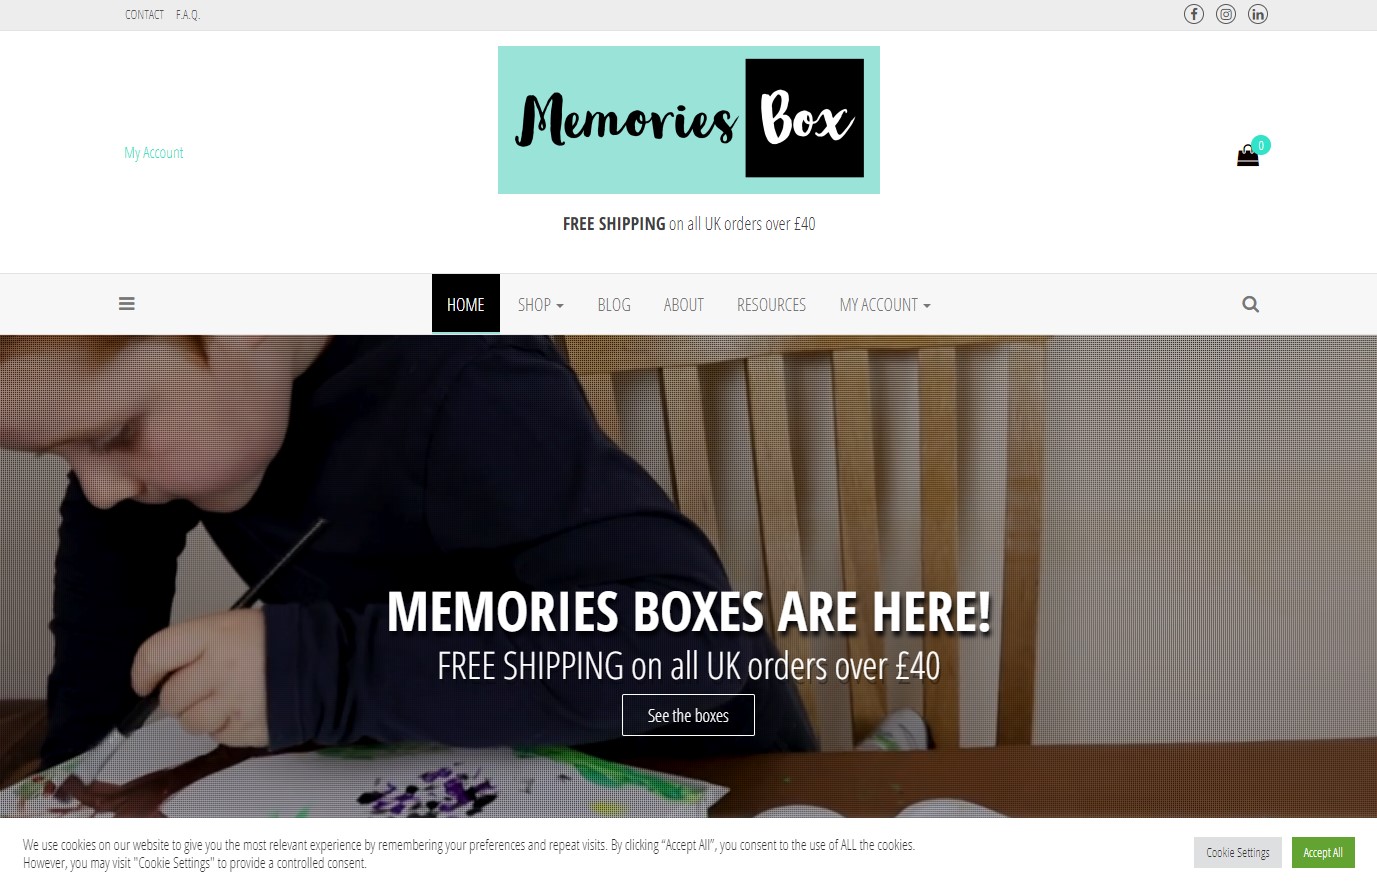 CONTACT F.A.Q.
My Account
Memories Box
0
FREE SHIPPING on all UK orders over £40
HOME SHOP BLOG ABOUT RESOURCES MY ACCOUNT
MEMORIES BOXES ARE HERE!
FREE SHIPPING on all UK orders over £40
See the boxes
We use cookies on our website to give you the most relevant experience by remembering your preferences and repeat visits. By clicking “Accept All”, you consent to the use of ALL the cookies.
However, you may visit "Cookie Settings" to provide a controlled consent.
Cookie Settings Accept All